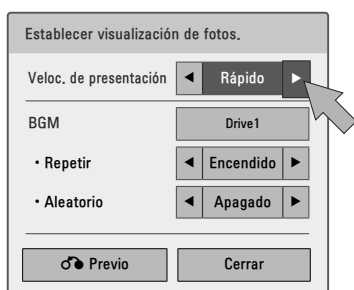 Establecer visualización de fotos.
Veloc. de presentación ◀ Rápido ▶
BGM Drive1
• Repetir ◀ Encendido ▶
• Aleatorio ◀ Apagado ▶
Previo Cerrar